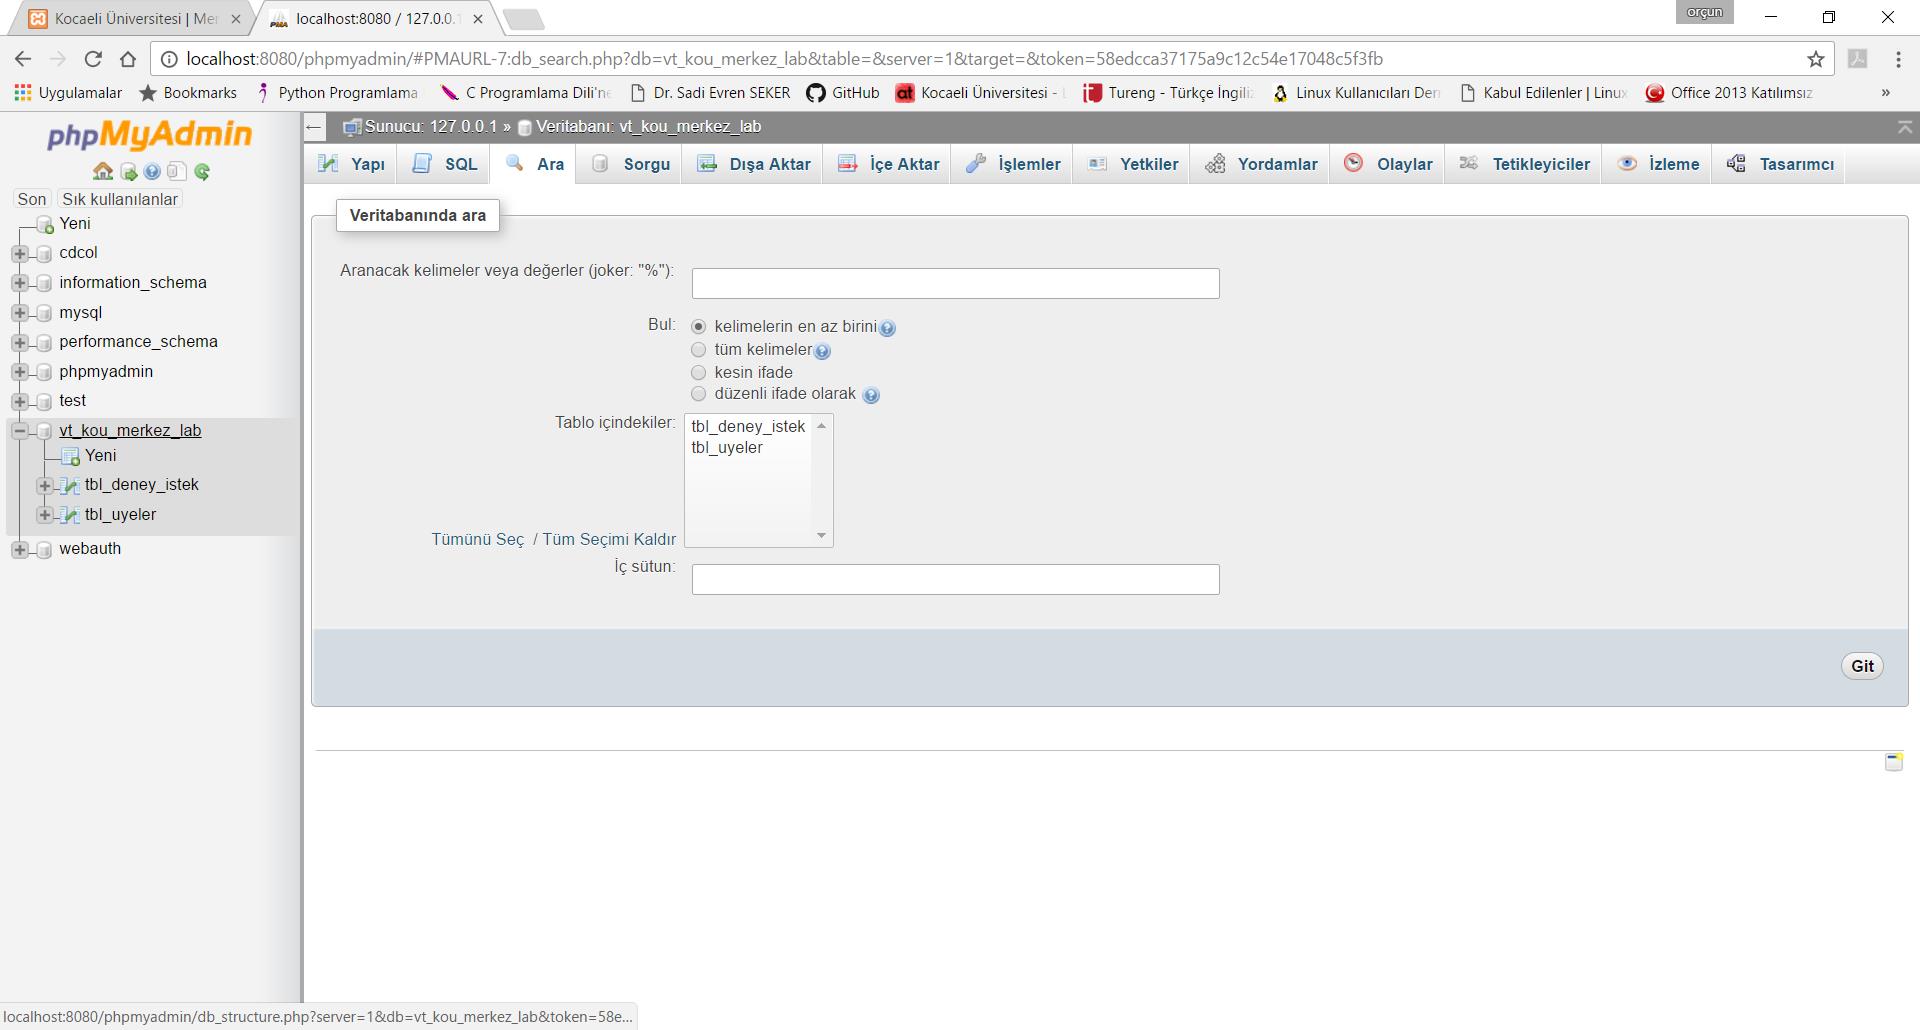 Kocaeli Üniversitesi | Mer
localhost:8080 / 127.0.0.1
orçun
localhost:8080/phpmyadmin/#PMAURL-7:db_search.php?db=vt_kou_merkez_lab&table=&server=1&target=&token=58edcca37175a9c12c54e17048c5f3fb
Uygulamalar Bookmarks Python Programlama C Programlama Dili'ne Dr. Sadi Evren SEKER GitHub Kocaeli Üniversitesi - Tureng - Türkçe İngiliz Linux Kullanıcıları Der Kabul Edilenler | Linux Office 2013 Katılımsız »
phpMyAdmin
Son Sık kullanılanlar
Yeni
cdcol
information_schema
mysql
performance_schema
phpmyadmin
test
vt_kou_merkez_lab
Yeni
tbl_deney_istek
tbl_uyeler
webauth
Sunucu: 127.0.0.1 » Veritabanı: vt_kou_merkez_lab
Yapı SQL Ara Sorgu Dışa Aktar İçe Aktar İşlemler Yetkiler Yordamlar Olaylar Tetikleyiciler İzleme Tasarımcı
Veritabanında ara
Aranacak kelimeler veya değerler (joker: "%"):
Bul:
kelimelerin en az birini
tüm kelimeler
kesin ifade
düzenli ifade olarak
Tablo içindekiler:
tbl_deney_istek
tbl_uyeler
Tümünü Seç / Tüm Seçimi Kaldır
İç sütun:
Git
localhost:8080/phpmyadmin/db_structure.php?server=1&db=vt_kou_merkez_lab&token=58e...